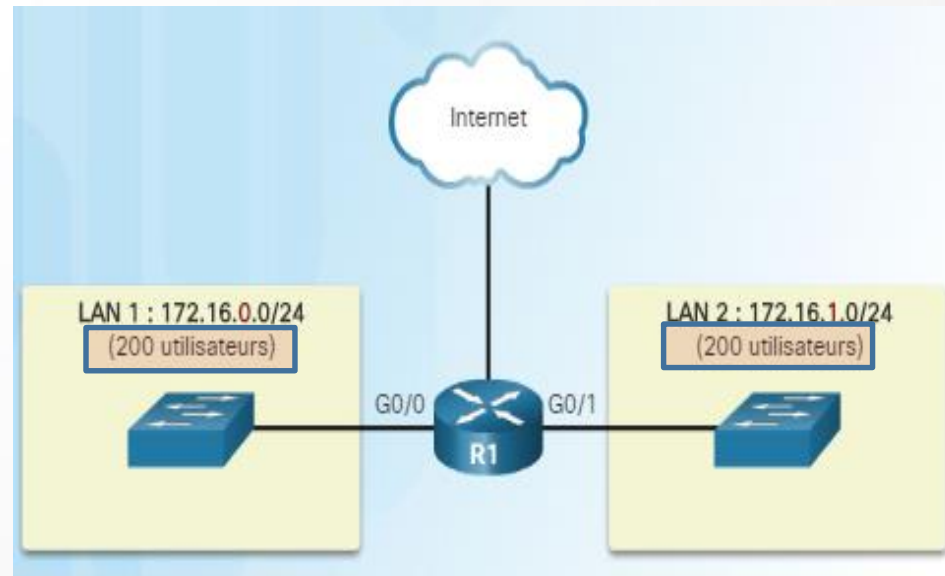 Internet
LAN 1 : 172.16.0.0/24
(200 utilisateurs)
LAN 2 : 172.16.1.0/24
(200 utilisateurs)
G0/0
G0/1
R1